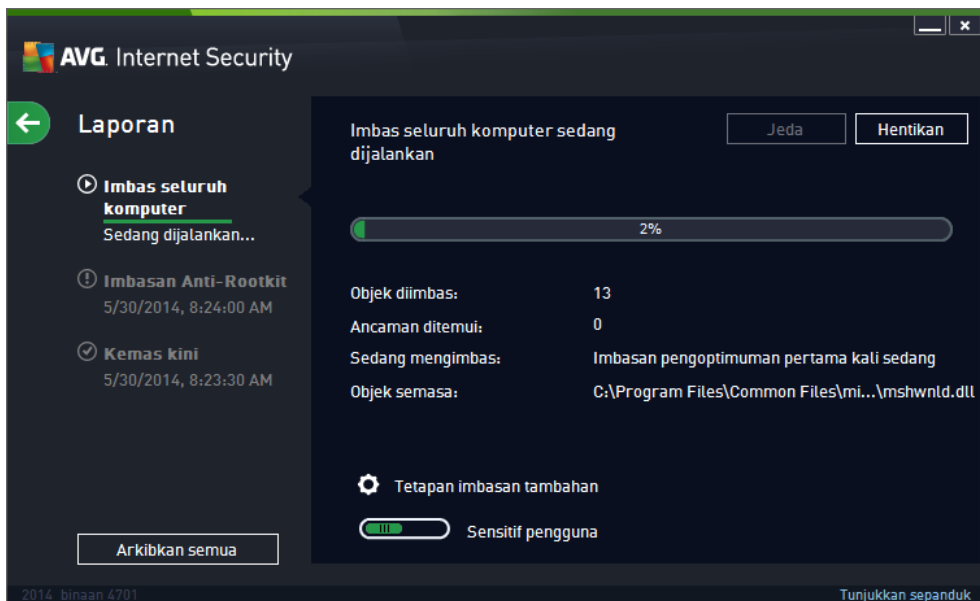 AVG. Internet Security
Laporan
Imbas seluruh
komputer
Sedang dijalankan...
Imbasan Anti-Rootkit
5/30/2014, 8:24:00 AM
Kemas kini
5/30/2014, 8:23:30 AM
Arkibkan semua
Imbas seluruh komputer sedang
dijalankan
Jeda
Hentikan
2%
Objek diimbas: 13
Ancaman ditemui: 0
Sedang mengimbas: Imbasan pengoptimuman pertama kali sedang
Objek semasa: C:\Program Files\Common Files\mi...\mshwnld.dll
Tetapan imbasan tambahan
Sensitif pengguna
2014 binaan 4701
Tunjukkan sepanduk